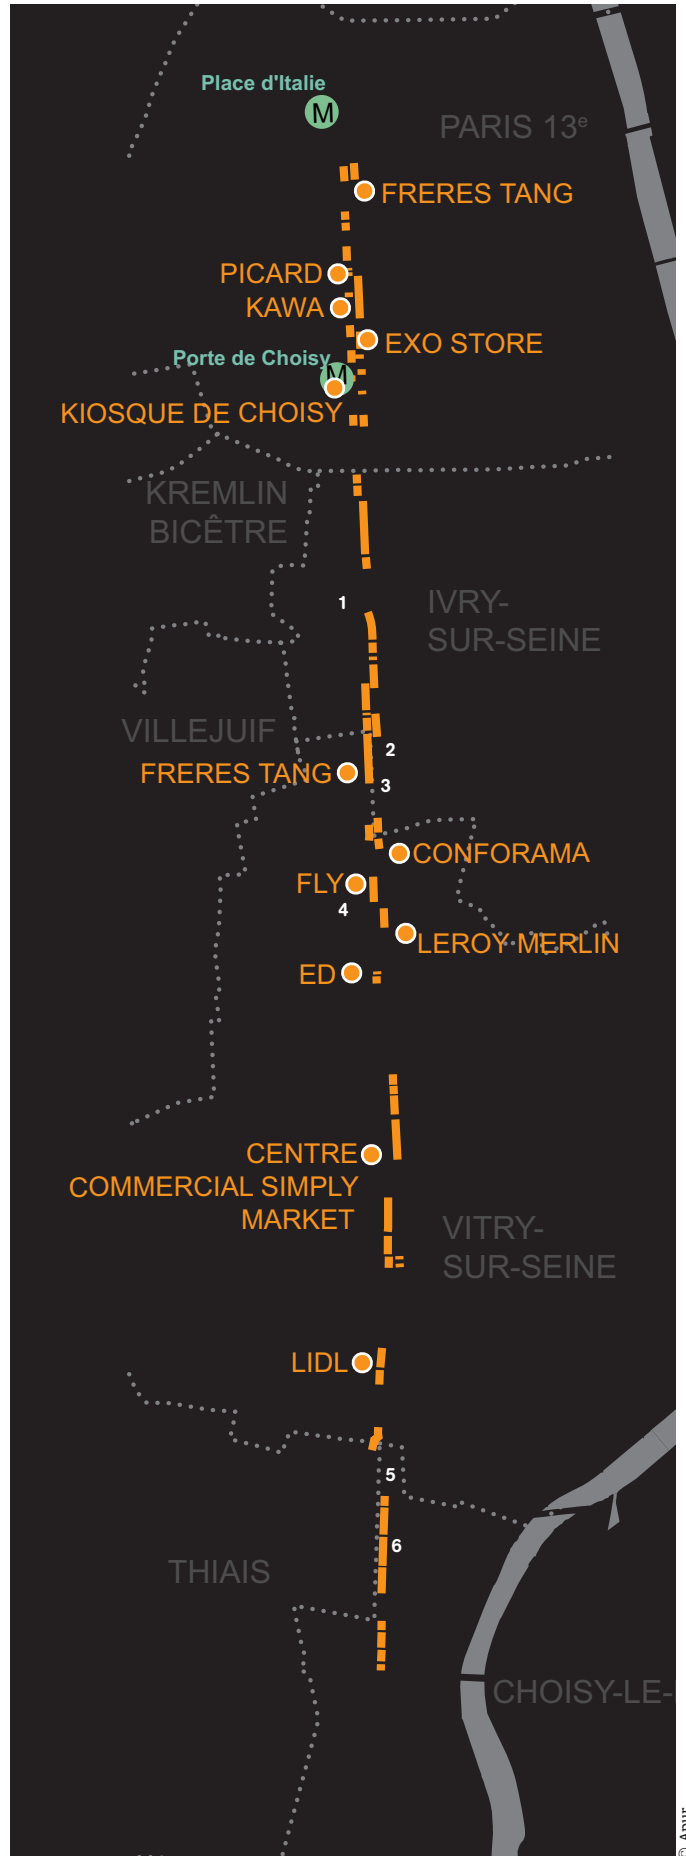 Place d'Italie
M
PARIS 13e
FRERES TANG
PICARD
KAWA
EXO STORE
Porte de Choisy
M
KIOSQUE DE CHOISY
KREMLIN
BICÊTRE
1
IVRY-
SUR-SEINE
VILLEJUIF
2
FRERES TANG
3
CONFORAMA
FLY
4
LEROY MERLIN
ED
CENTRE
COMMERCIAL SIMPLY
MARKET
VITRY-
SUR-SEINE
LIDL
5
6
THIAIS
CHOISY-LE-
© Apur